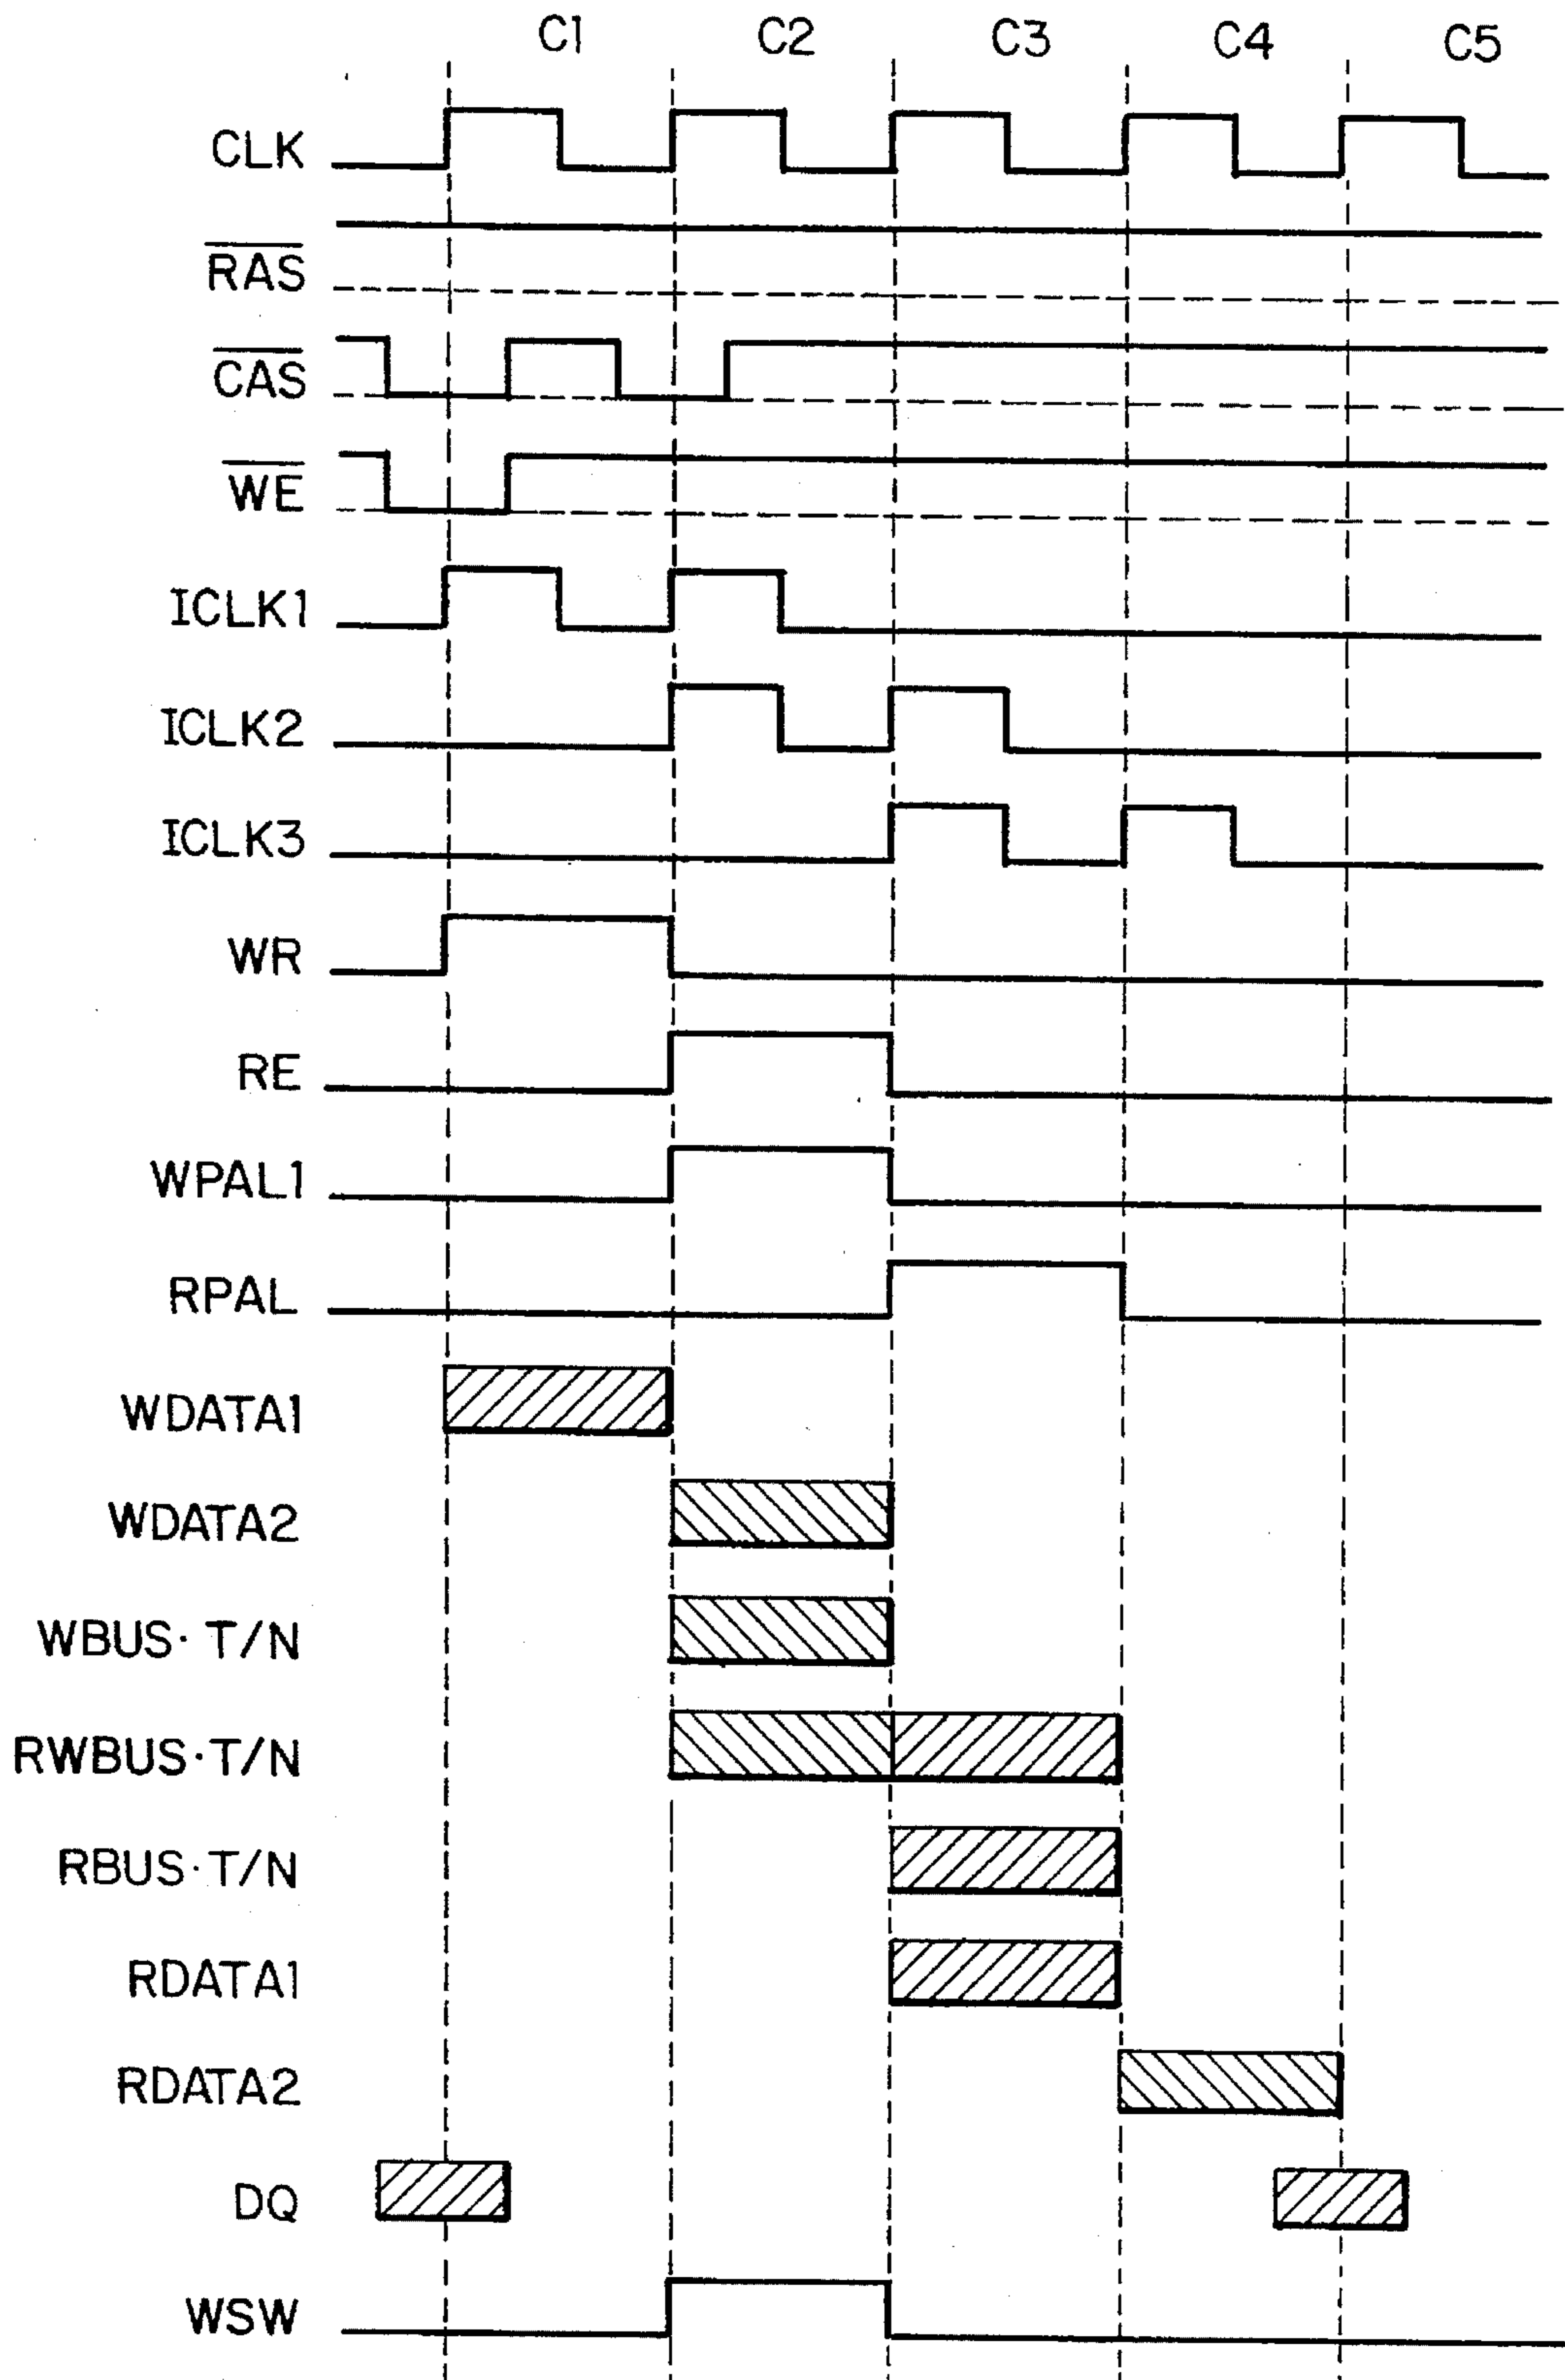 C1 C2 C3 C4 C5
CLK
RAS
CAS
WE
ICLK1
ICLK2
ICLK3
WR
RE
WPAL1
RPAL
WDATA1
WDATA2
WBUS·T/N
RWBUS·T/N
RBUS·T/N
RDATA1
RDATA2
DQ
WSW